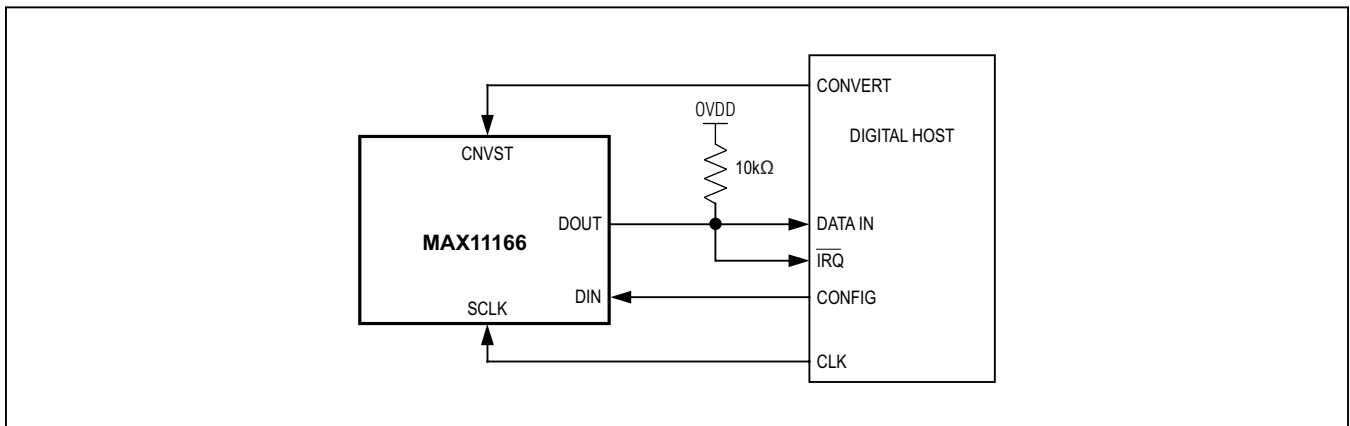 CONVERT
OVDD
DIGITAL HOST
CNVST
10kΩ
DOUT
DATA IN
MAX11166
IRQ
DIN
CONFIG
SCLK
CLK